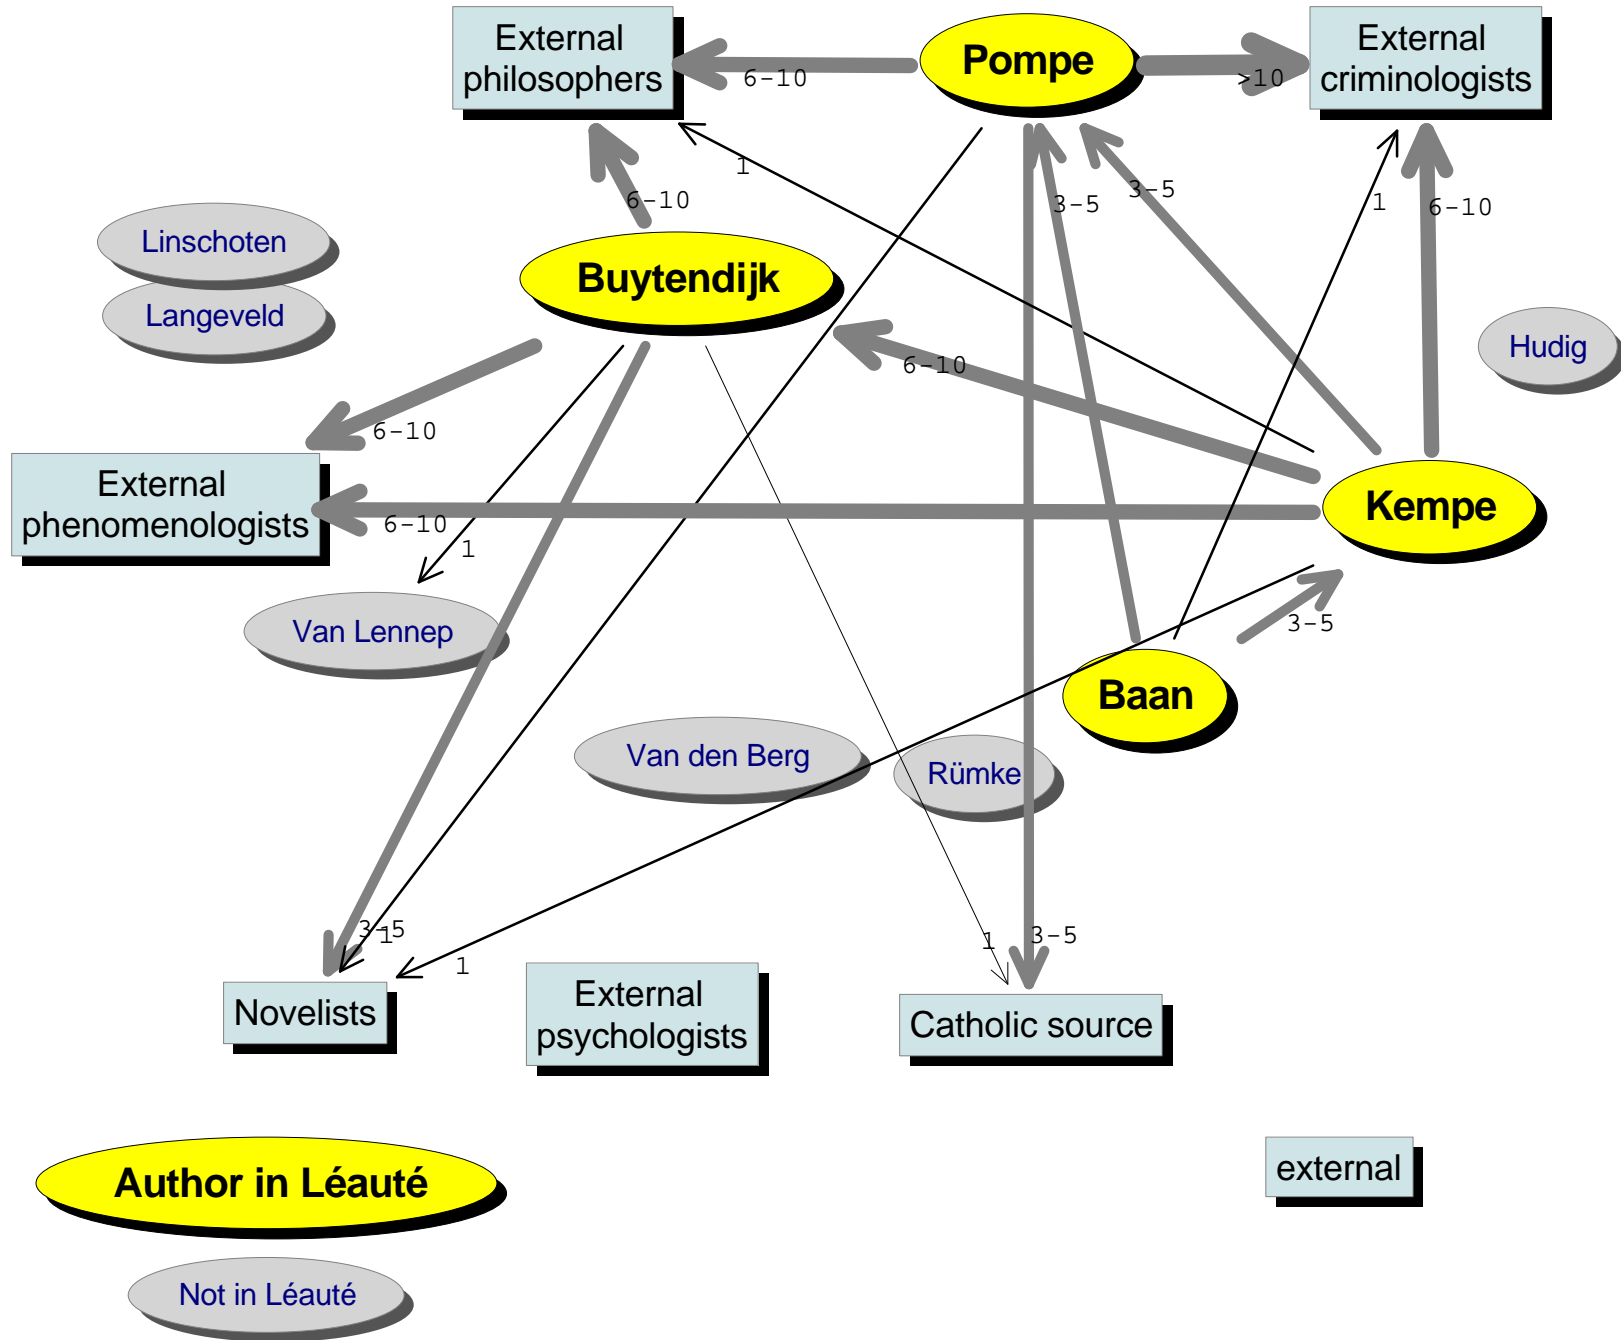 External
philosophers
Pompe
External
criminologists
6-10
>10
1
6-10
3-5
3-5
1
6-10
Linschoten
Langeveld
Buytendijk
Hudig
6-10
6-10
External
phenomenologists
6-10
1
Kempe
Van Lennep
3-5
Baan
Van den Berg
Rümke
3-5
1
1
1
3-5
Novelists
External
psychologists
Catholic source
Author in Léauté
external
Not in Léauté